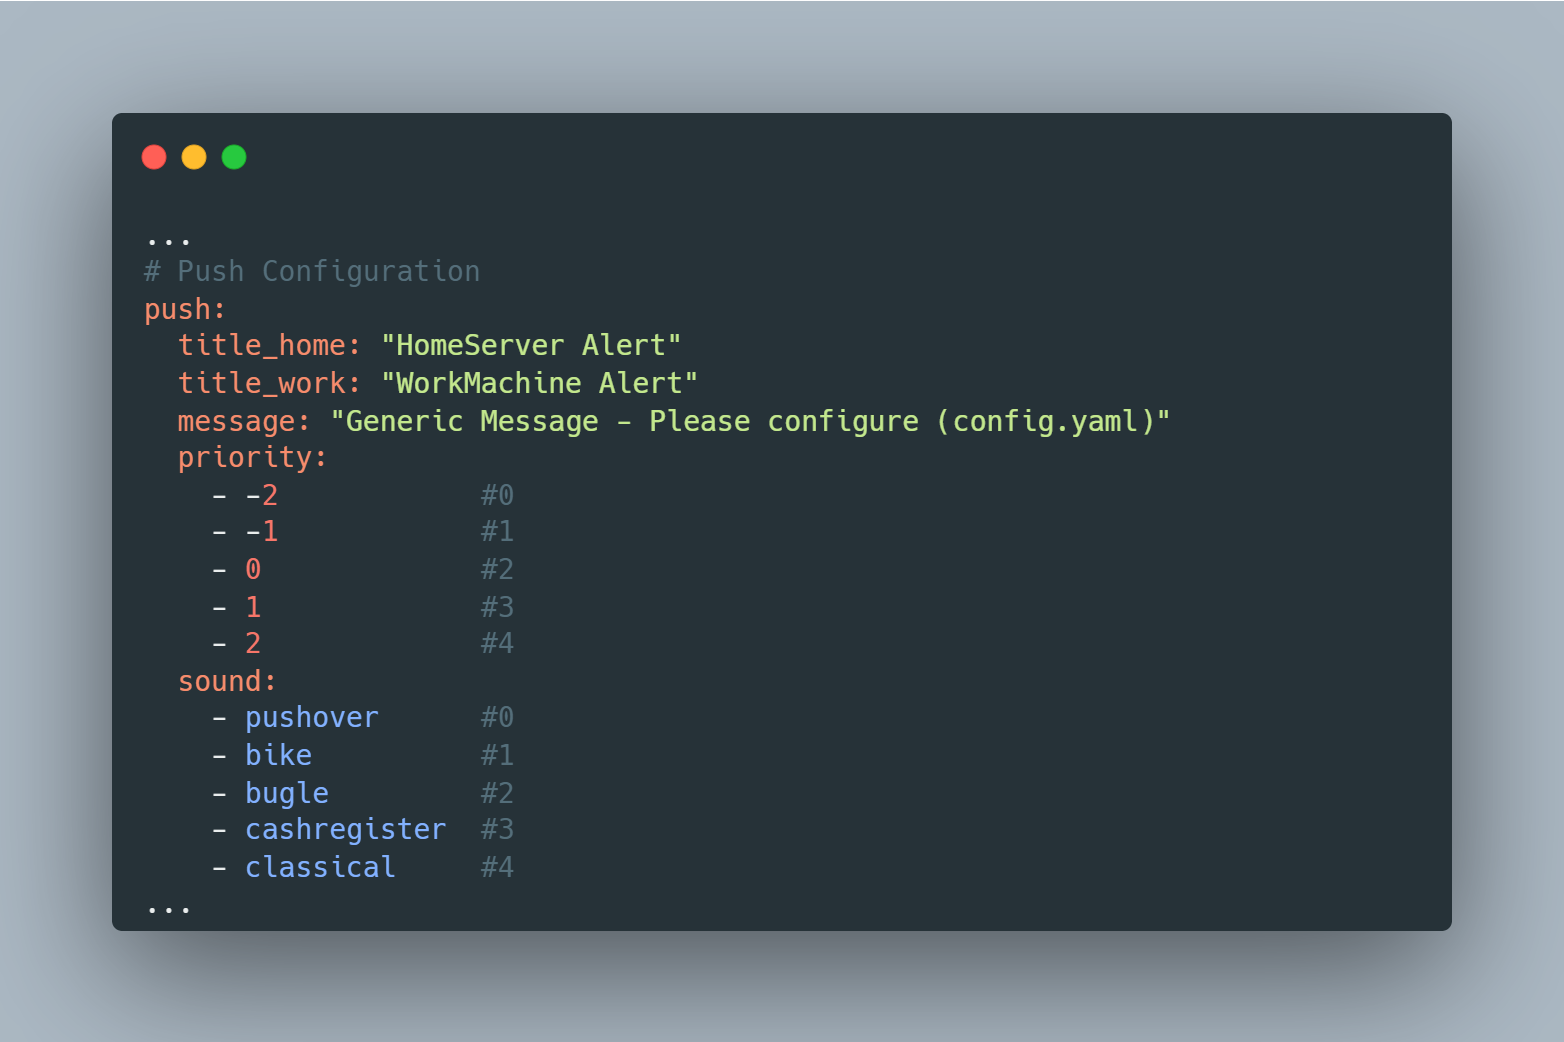 ...
# Push Configuration
push:
  title_home: "HomeServer Alert"
  title_work: "WorkMachine Alert"
  message: "Generic Message - Please configure (config.yaml)"
  priority:
    - -2            #0
    - -1            #1
    - 0             #2
    - 1             #3
    - 2             #4
  sound:
    - pushover      #0
    - bike          #1
    - bugle         #2
    - cashregister  #3
    - classical     #4
...